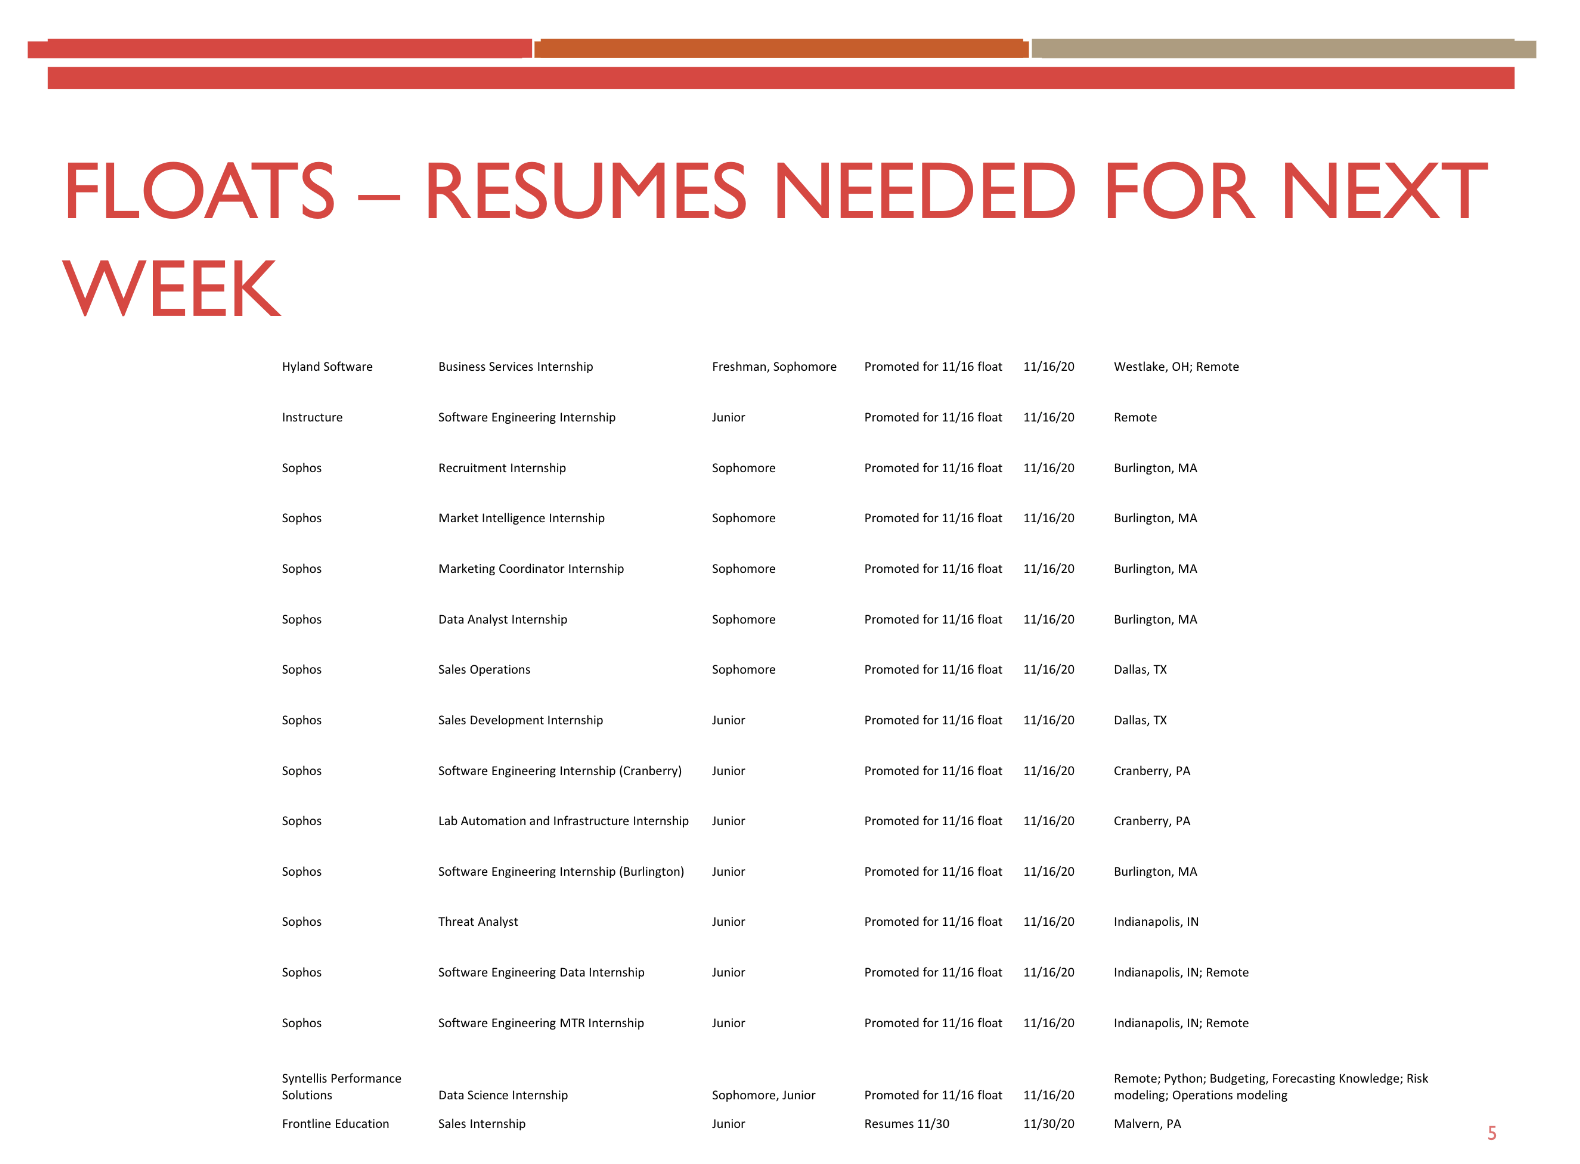 FLOATS – RESUMES NEEDED FOR NEXT
WEEK
Hyland Software Business Services Internship Freshman, Sophomore Promoted for 11/16 float 11/16/20 Westlake, OH; Remote
Instructure Software Engineering Internship Junior Promoted for 11/16 float 11/16/20 Remote
Sophos Recruitment Internship Sophomore Promoted for 11/16 float 11/16/20 Burlington, MA
Sophos Market Intelligence Internship Sophomore Promoted for 11/16 float 11/16/20 Burlington, MA
Sophos Marketing Coordinator Internship Sophomore Promoted for 11/16 float 11/16/20 Burlington, MA
Sophos Data Analyst Internship Sophomore Promoted for 11/16 float 11/16/20 Burlington, MA
Sophos Sales Operations Sophomore Promoted for 11/16 float 11/16/20 Dallas, TX
Sophos Sales Development Internship Junior Promoted for 11/16 float 11/16/20 Dallas, TX
Sophos Software Engineering Internship (Cranberry) Junior Promoted for 11/16 float 11/16/20 Cranberry, PA
Sophos Lab Automation and Infrastructure Internship Junior Promoted for 11/16 float 11/16/20 Cranberry, PA
Sophos Software Engineering Internship (Burlington) Junior Promoted for 11/16 float 11/16/20 Burlington, MA
Sophos Threat Analyst Junior Promoted for 11/16 float 11/16/20 Indianapolis, IN
Sophos Software Engineering Data Internship Junior Promoted for 11/16 float 11/16/20 Indianapolis, IN; Remote
Sophos Software Engineering MTR Internship Junior Promoted for 11/16 float 11/16/20 Indianapolis, IN; Remote
Syntellis Performance Remote; Python; Budgeting, Forecasting Knowledge; Risk
Solutions Data Science Internship Sophomore, Junior Promoted for 11/16 float 11/16/20 modeling; Operations modeling
Frontline Education Sales Internship Junior Resumes 11/30 11/30/20 Malvern, PA
5